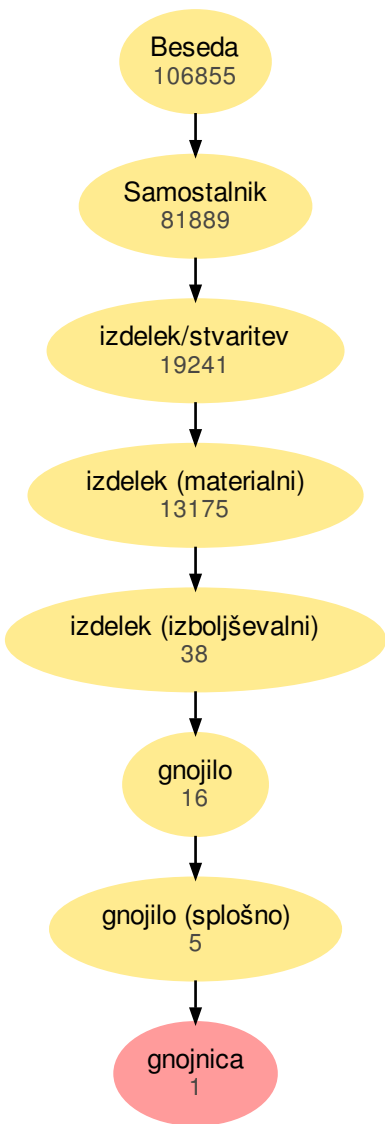 Beseda
106855
Samostalnik
81889
izdelek/stvaritev
19241
izdelek (materialni)
13175
izdelek (izboljševalni)
38
gnojilo
16
gnojilo (splošno)
5
gnojnica
1